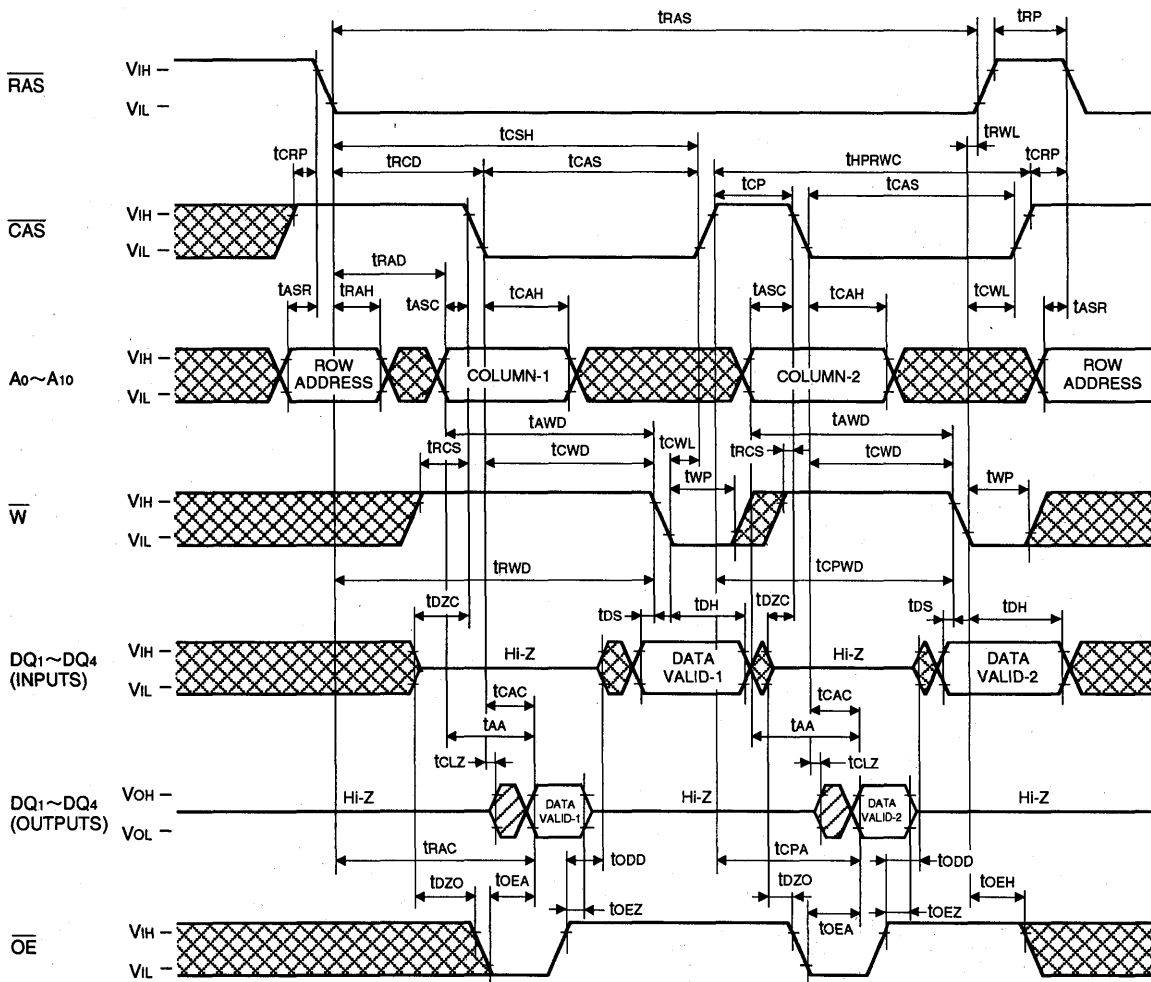 tRAS tRP
RAS VIH VIL
tCSH tRWL
tCRP tRCD tCAS tHPRWC tCRP
tCP tCAS
CAS VIH VIL
tRAD
tASR tRAH tASC tCAH tASC tCAH tCWL tASR
A0~A10 VIH VIL ROW ADDRESS COLUMN-1 COLUMN-2 ROW ADDRESS
tAWD tAWD
tRCS tCWD tCWL tRCS tCWD
tWP tWP
W VIH VIL
tRWD tCPWD
tDZC tDS tDH tDZC tDS tDH
DQ1~DQ4 (INPUTS) VIH VIL Hi-Z DATA VALID-1 Hi-Z DATA VALID-2
tCAC tCAC
tAA tAA
tCLZ tCLZ
DQ1~DQ4 (OUTPUTS) VOH VOL Hi-Z DATA VALID-1 Hi-Z DATA VALID-2 Hi-Z
tRAC tODD tCPA tODD
tDZO tOEA tOEZ tDZO tOEA tOEZ tOEH
OE VIH VIL